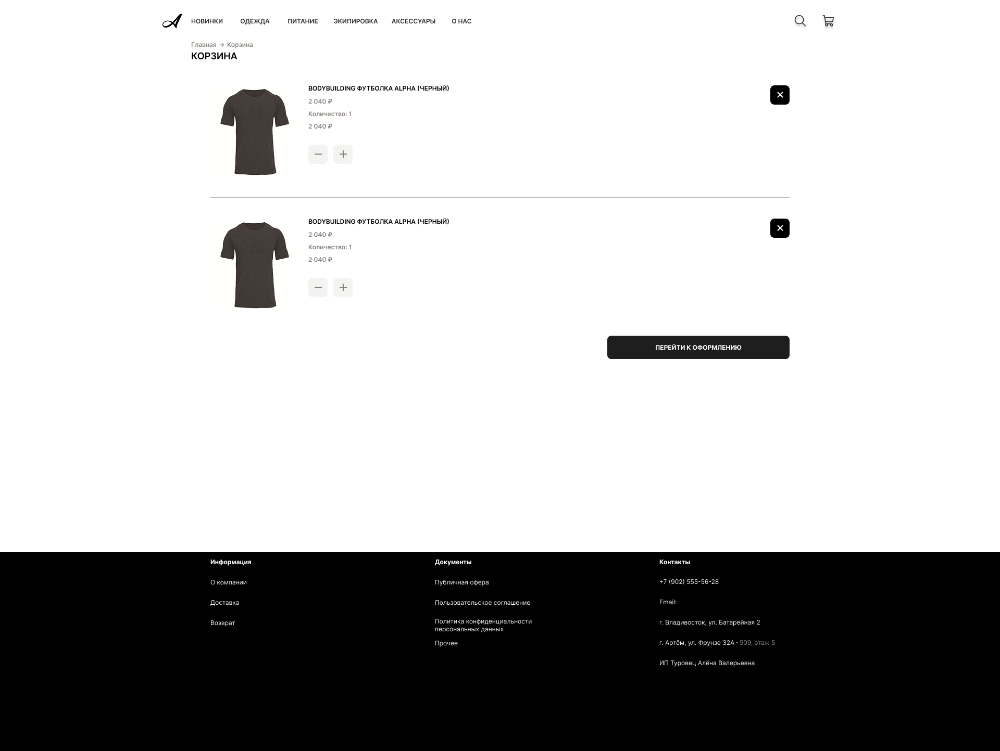 НОВИНКИ ОДЕЖДА ПИТАНИЕ ЭКИПИРОВКА АКСЕССУАРЫ О НАС
Главная → Корзина
КОРЗИНА
BODYBUILDING ФУТБОЛКА ALPHA (ЧЕРНЫЙ)
2 040 ₽
Количество: 1
2 040 ₽
BODYBUILDING ФУТБОЛКА ALPHA (ЧЕРНЫЙ)
2 040 ₽
Количество: 1
2 040 ₽
ПЕРЕЙТИ К ОФОРМЛЕНИЮ
Информация
О компании
Доставка
Возврат
Документы
Публичная офера
Пользовательское соглашение
Политика конфиденциальности
персональных данных
Прочее
Контакты
+7 (902) 555-56-28
Email:
г. Владивосток, ул. Батарейная 2
г. Артём, ул. Фрунзе 32А • 509, этаж 5
ИП Туровец Алёна Валерьевна